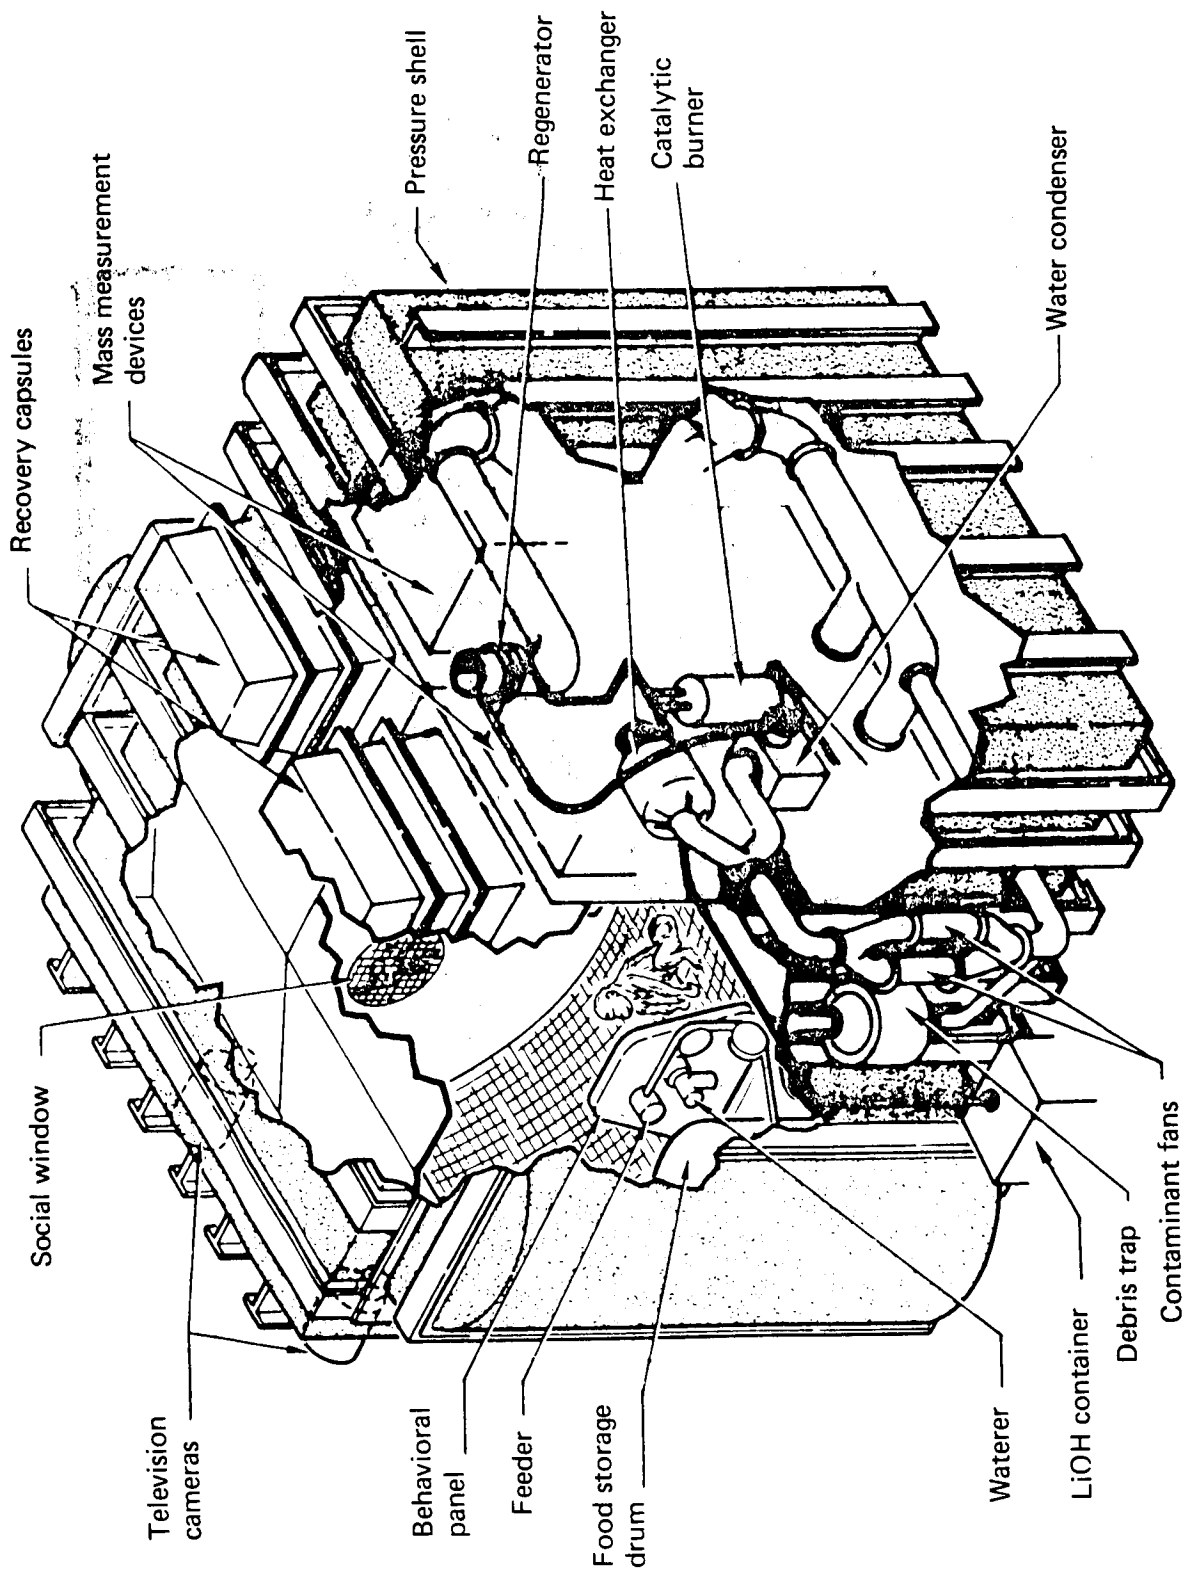 Recovery capsules
Mass measurement
devices
Pressure shell
Regenerator
Heat exchanger
Catalytic
burner
Water condenser
Social window
Television
cameras
Behavioral
panel
Feeder
Food storage
drum
Waterer
LiOH container
Debris trap
Contaminant fans